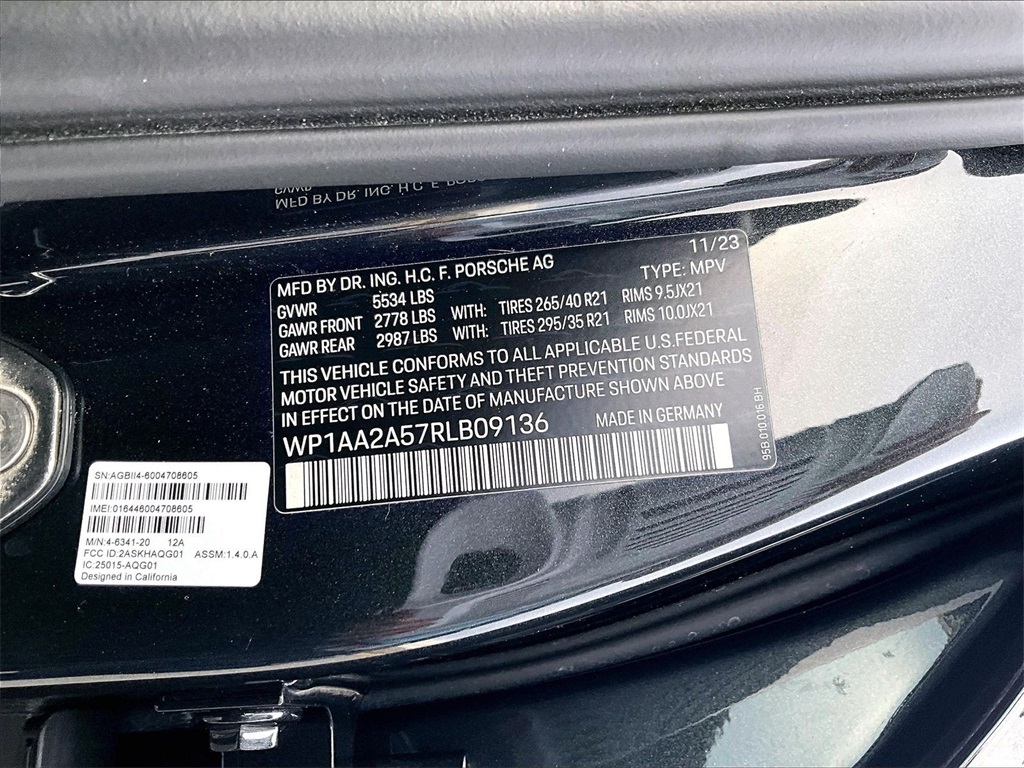 11/23
MFD BY DR. ING. H.C. F. PORSCHE AG
TYPE: MPV
GVWR 5534 LBS
GAWR FRONT 2778 LBS WITH: TIRES 265/40 R21 RIMS 9.5JX21
GAWR REAR 2987 LBS WITH: TIRES 295/35 R21 RIMS 10.0JX21
THIS VEHICLE CONFORMS TO ALL APPLICABLE U.S.FEDERAL
MOTOR VEHICLE SAFETY AND THEFT PREVENTION STANDARDS
IN EFFECT ON THE DATE OF MANUFACTURE SHOWN ABOVE
WP1AA2A57RLB09136 MADE IN GERMANY
95B 010 016 BH
SN:AGBII4-6004708605
IMEI:016446004708605
M/N:4-6341-20 12A
FCC ID:2ASKHAQG01 ASSM:1.4.0.A
IC:25015-AQG01
Designed in California